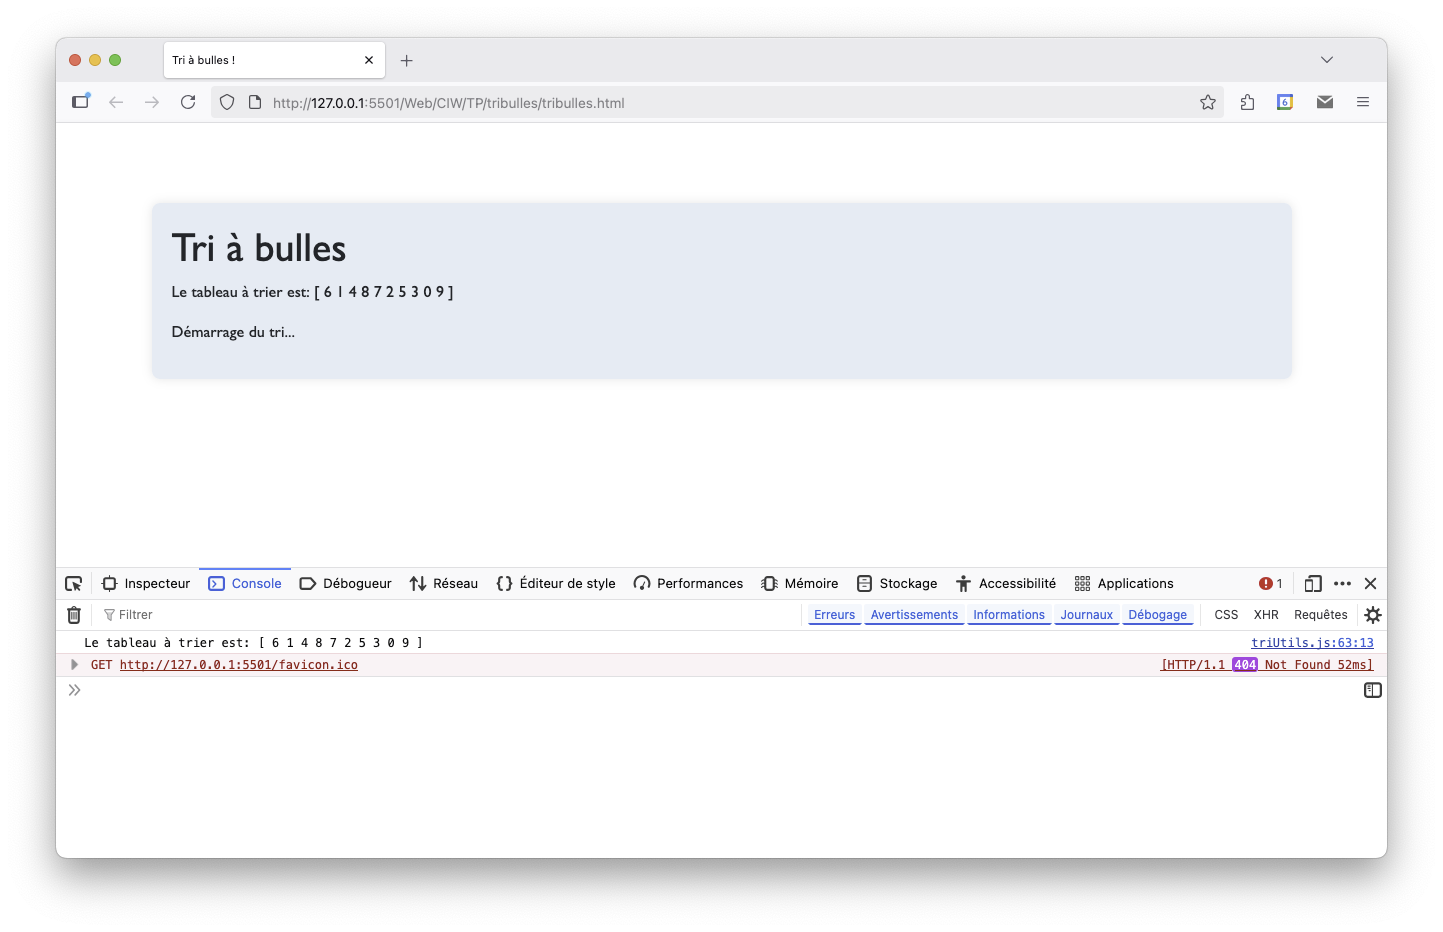 Tri à bulles !
http://127.0.0.1:5501/Web/CIW/TP/tribulles/tribulles.html
6
Tri à bulles
Le tableau à trier est: [ 6 1 4 8 7 2 5 3 0 9 ]
Démarrage du tri...
Inspecteur Console Débogueur Réseau Éditeur de style Performances Mémoire Stockage Accessibilité Applications 1
Filtrer Erreurs Avertissements Informations Journaux Débogage CSS XHR Requêtes
Le tableau à trier est: [ 6 1 4 8 7 2 5 3 0 9 ] triUtils.js:63:13
GET http://127.0.0.1:5501/favicon.ico [HTTP/1.1 404 Not Found 52ms]